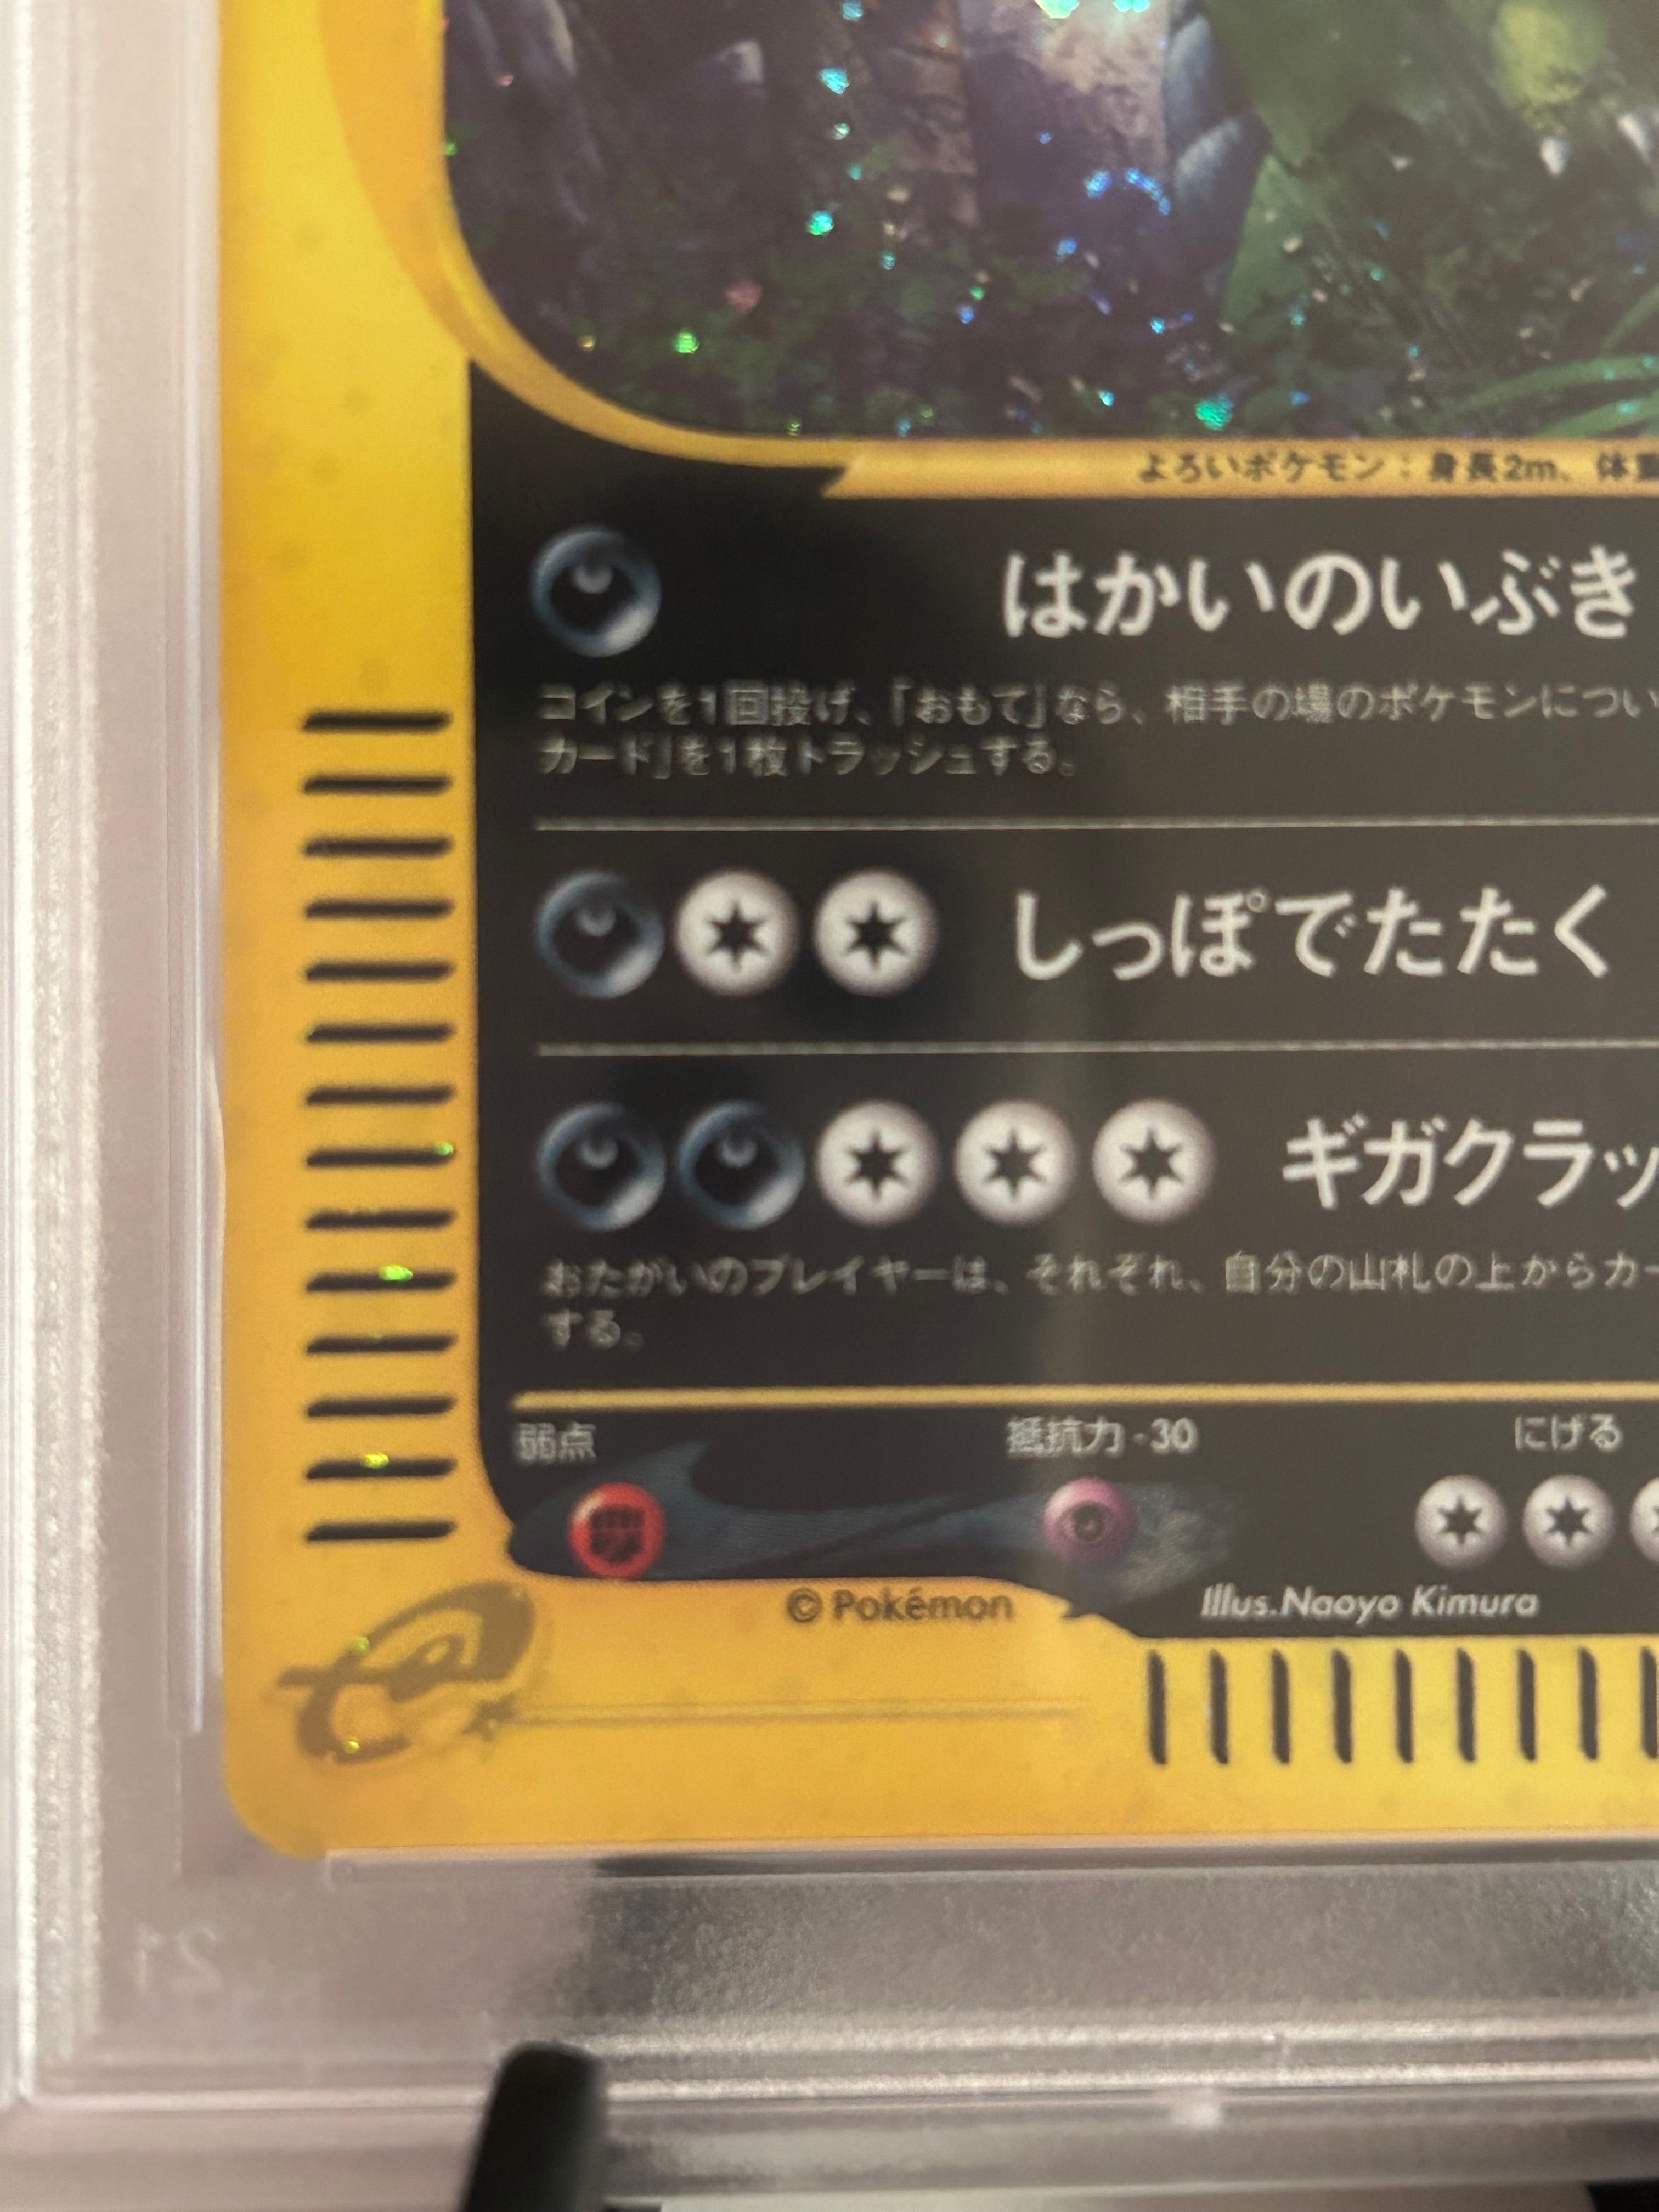 よろいポケモン：身長2m、体重
はかいのいぶき
コインを1回投げ、「おもて」なら、相手の場のポケモンについ
カード」を1枚トラッシュする。
しっぽでたたく
ギガクラッ
おたがいのプレイヤーは、それぞれ、自分の山札の上からカー
する。
弱点 抵抗力 -30 にげる
© Pokémon Illus.Naoyo Kimura
21